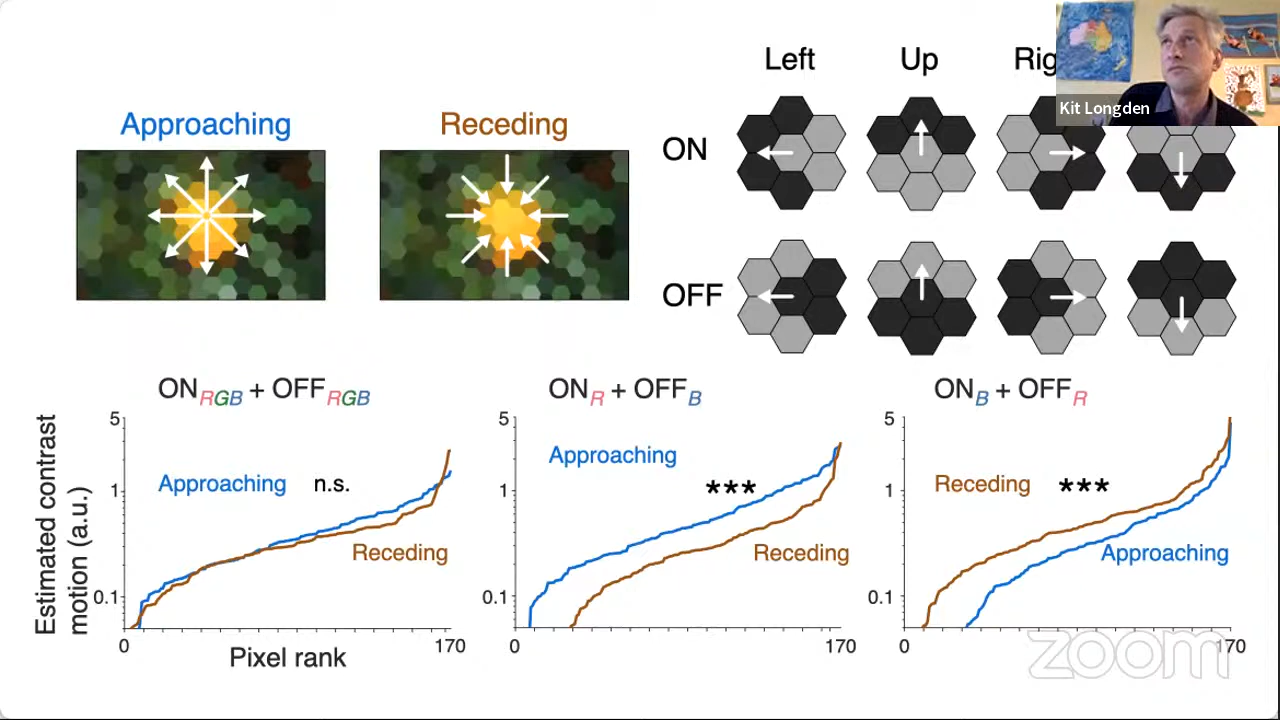 Left Up Rig
Kit Longden
Approaching Receding
ON
OFF
ONRGB + OFFRGB
ONR + OFFB
ONB + OFFR
Estimated contrast
motion (a.u.)
5
1
0.1
Approaching n.s.
Receding
0 170
5
1
0.1
Approaching
***
Receding
0 170
5
1
0.1
Receding ***
Approaching
0 170
Pixel rank
zoom